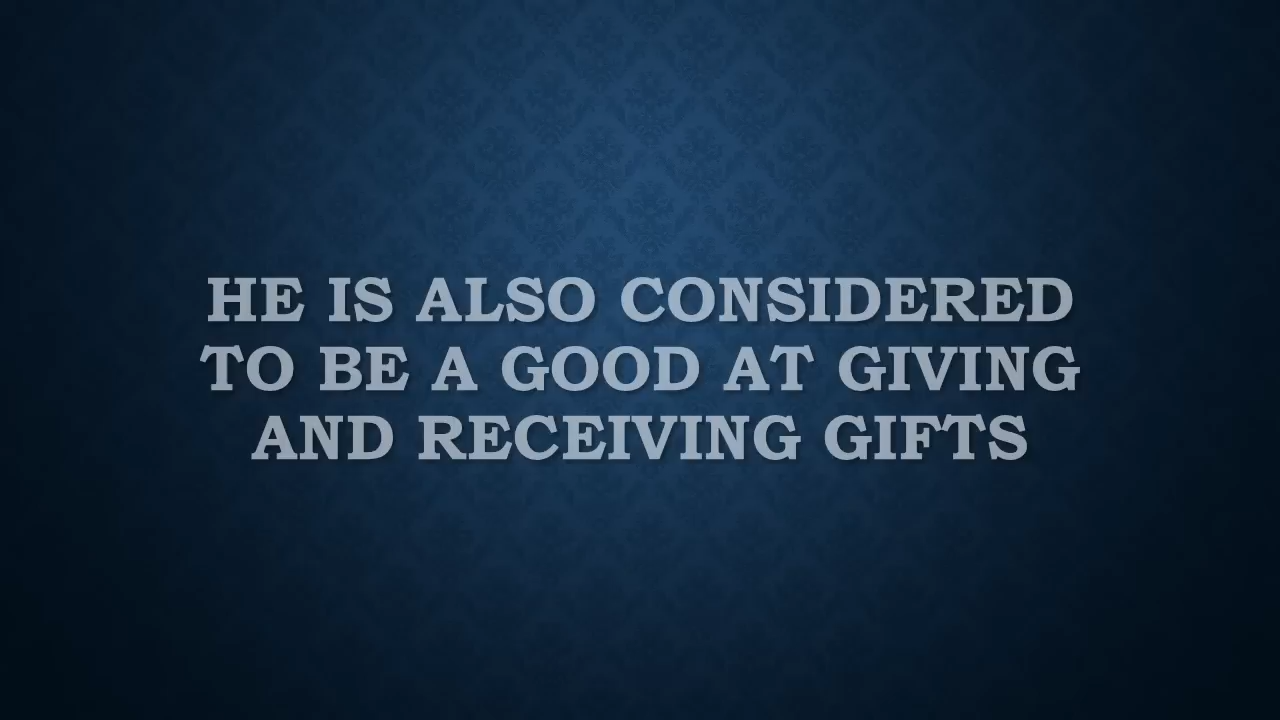 HE IS ALSO CONSIDERED
TO BE A GOOD AT GIVING
AND RECEIVING GIFTS